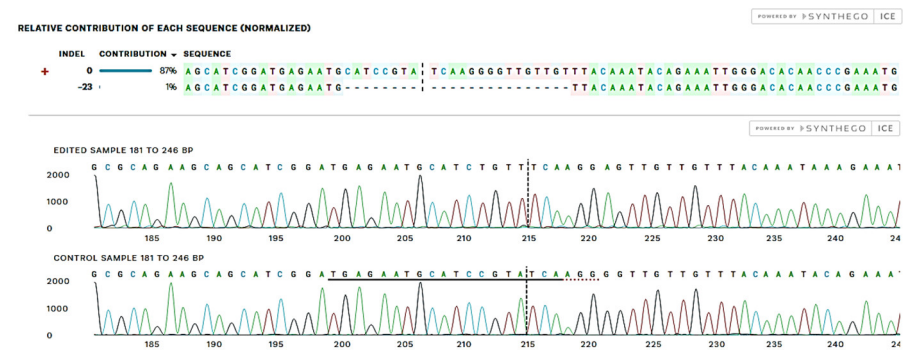 POWERED BY SYNTHEGO ICE
RELATIVE CONTRIBUTION OF EACH SEQUENCE (NORMALIZED)
INDEL CONTRIBUTION SEQUENCE
+ 0 87% AGCATCGGATGAGAATGCATCCGTA TCAAGGGGTTGTTGTTTACAAATACAGAAATTGGGACACAACCCGAAATG
-23 1% AGCATCGGATGAGAATG-------- ---------------TTACAAATACAGAAATTGGGACACAACCCGAAATG
POWERED BY SYNTHEGO ICE
EDITED SAMPLE 181 TO 246 BP
G C G C A G A A G C A G C A T C G G A T G A G A A T G C A T C T G T T T C A A G G A G T T G T T G T T T A C A A A T A A A G A A A T
2000
1000
0
185 190 195 200 205 210 215 220 225 230 235 240 24
CONTROL SAMPLE 181 TO 246 BP
G C G C A G A A G C A G C A T C G G A T G A G A A T G C A T C C G T A T C A A G G G G T T G T T G T T T A C A A A T A C A G A A A T
2000
1000
0
185 190 195 200 205 210 215 220 225 230 235 240 24